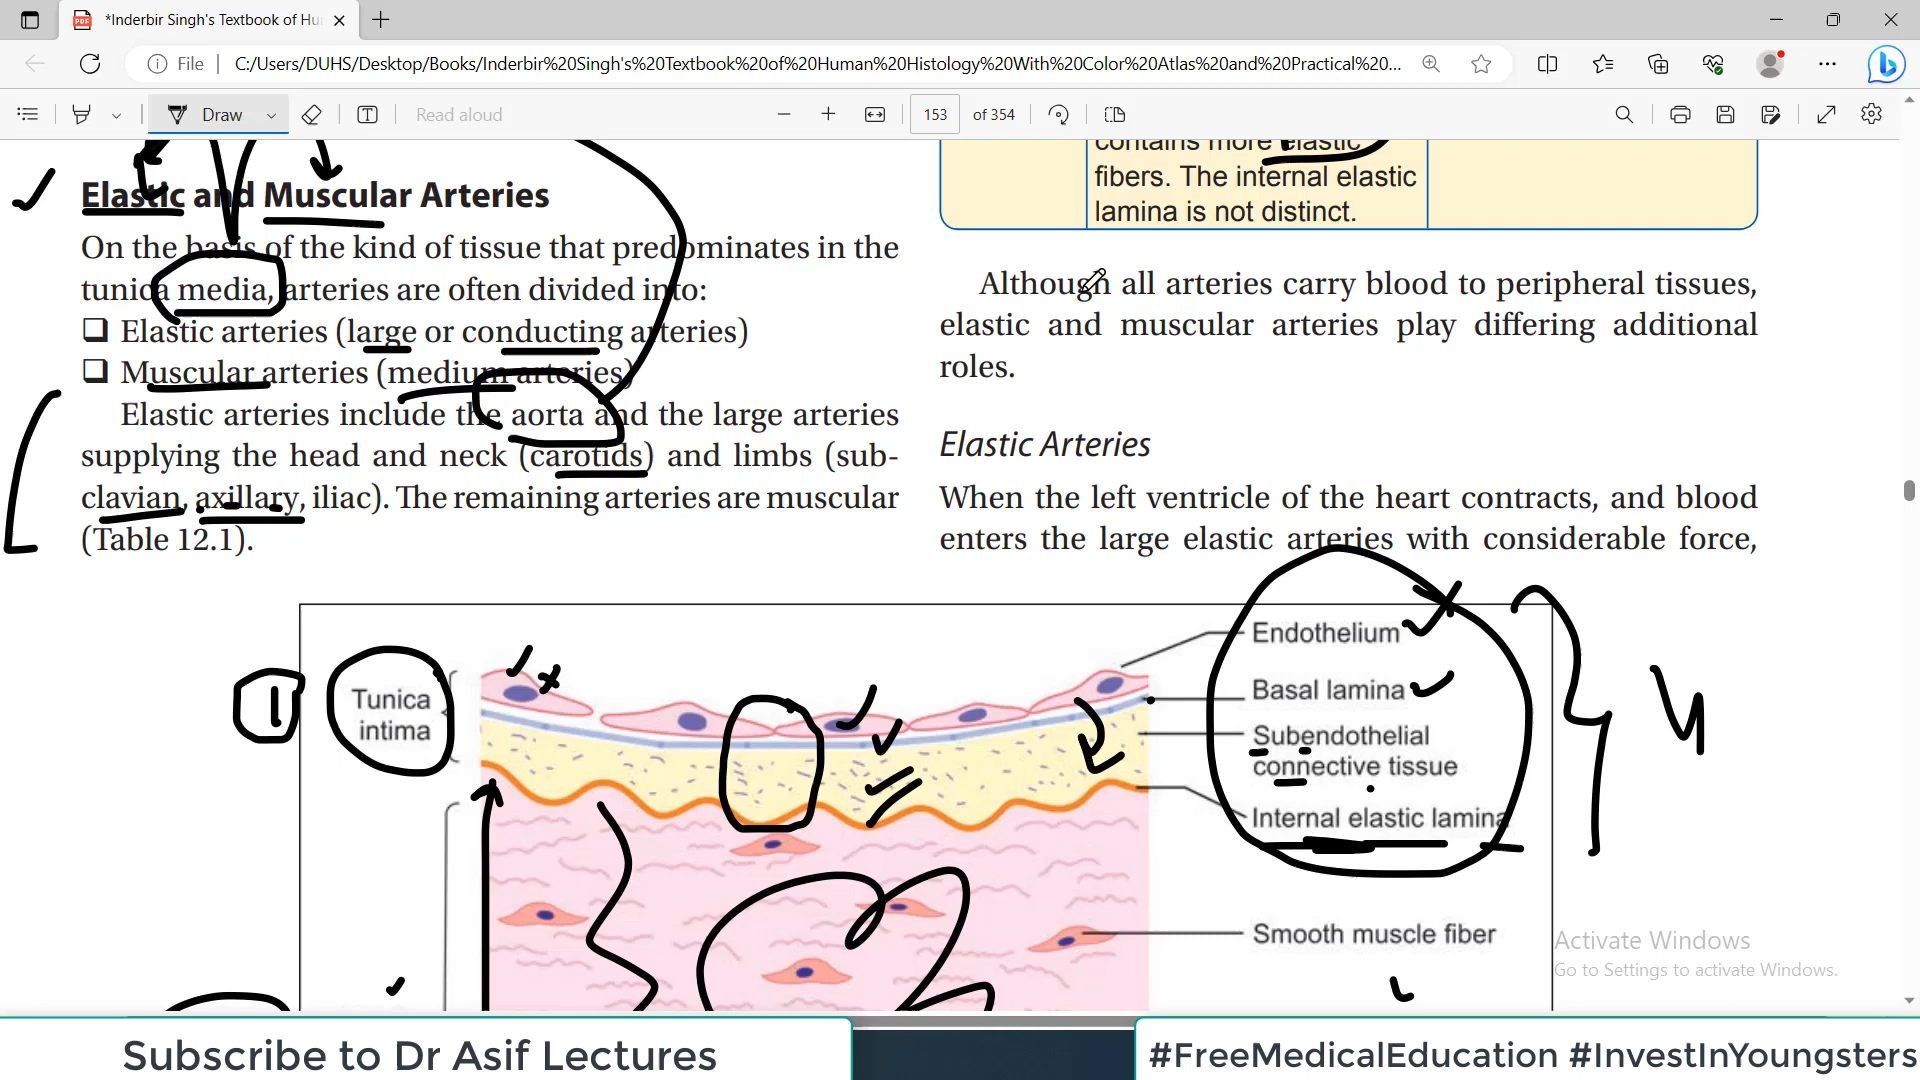 *Inderbir Singh's Textbook of Hu
File
C:/Users/DUHS/Desktop/Books/Inderbir%20Singh's%20Textbook%20of%20Human%20Histology%20With%20Color%20Atlas%20and%20Practical%20...
Draw
Read aloud
153 of 354
Elastic and Muscular Arteries
On the basis of the kind of tissue that predominates in the
tunica media, arteries are often divided into:
❑ Elastic arteries (large or conducting arteries)
❑ Muscular arteries (medium arteries)
Elastic arteries include the aorta and the large arteries
supplying the head and neck (carotids) and limbs (sub-
clavian, axillary, iliac). The remaining arteries are muscular
(Table 12.1).
contains more elastic
fibers. The internal elastic
lamina is not distinct.
Although all arteries carry blood to peripheral tissues,
elastic and muscular arteries play differing additional
roles.
Elastic Arteries
When the left ventricle of the heart contracts, and blood
enters the large elastic arteries with considerable force,
1
Tunica
intima
Endothelium
Basal lamina
Subendothelial
connective tissue
Internal elastic lamina
Smooth muscle fiber
4
Activate Windows
Go to Settings to activate Windows.
Subscribe to Dr Asif Lectures
#FreeMedicalEducation #InvestInYoungsters